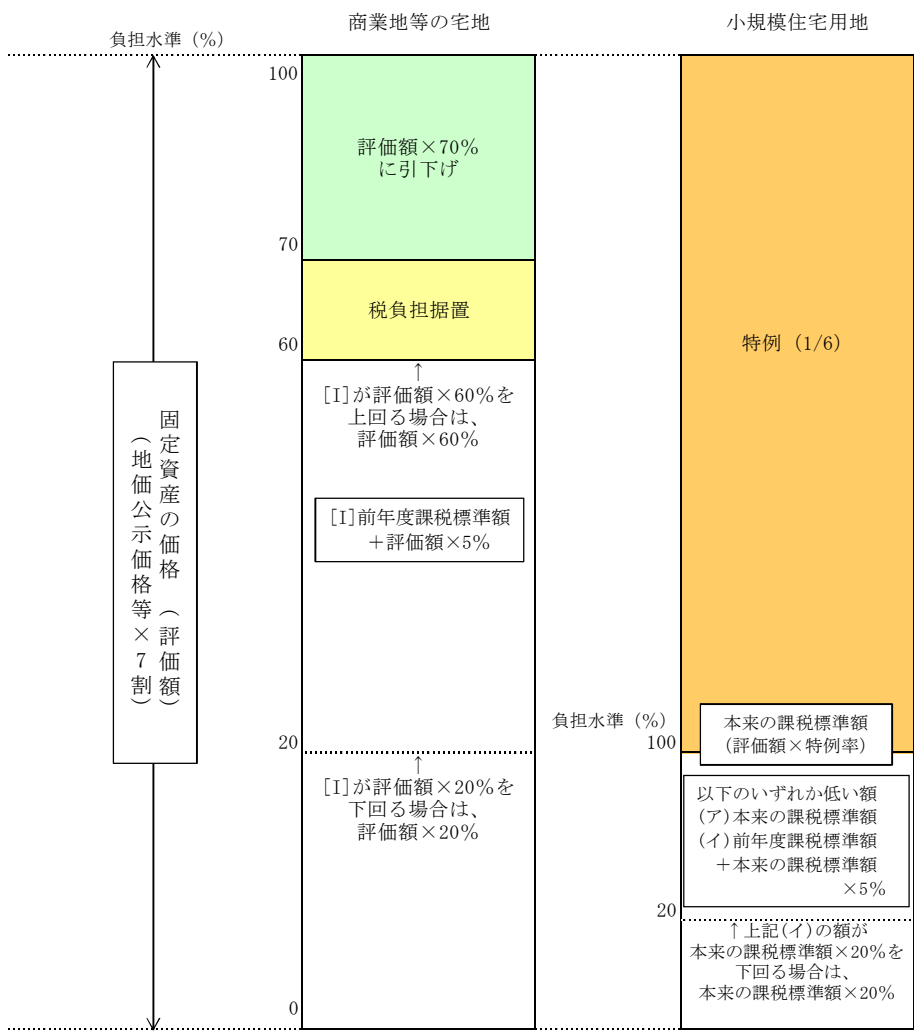 商業地等の宅地
小規模住宅用地
負担水準（%）
100
評価額×70%
に引下げ
70
税負担据置
60
↑
[I]が評価額×60%を
上回る場合は、
評価額×60%
[I]前年度課税標準額
＋評価額×5%
20
↑
[I]が評価額×20%を
下回る場合は、
評価額×20%
0
固定資産の価格　（評価額）
（地価公示価格等×７割）
特例（1/6）
負担水準（%）
100
本来の課税標準額
(評価額×特例率)
以下のいずれか低い額
(ア)本来の課税標準額
(イ)前年度課税標準額
＋本来の課税標準額
×5%
20
↑上記(イ)の額が
本来の課税標準額×20%を
下回る場合は、
本来の課税標準額×20%